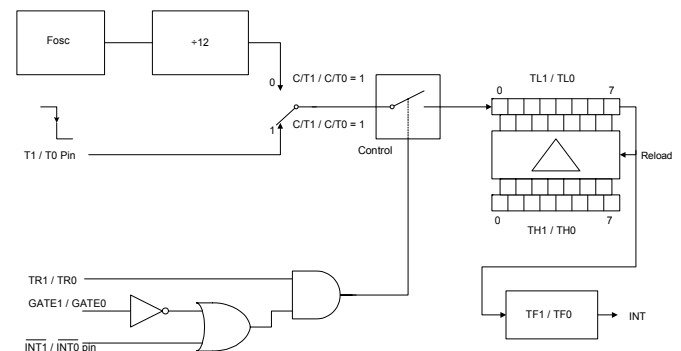 Fosc
÷12
C/T1 / C/T0 = 1
0
C/T1 / C/T0 = 1
1
T1 / T0 Pin
Control
TL1 / TL0
0 7
Reload
0 7
TH1 / TH0
TR1 / TR0
GATE1 / GATE0
INT1 / INT0 pin
TF1 / TF0
INT